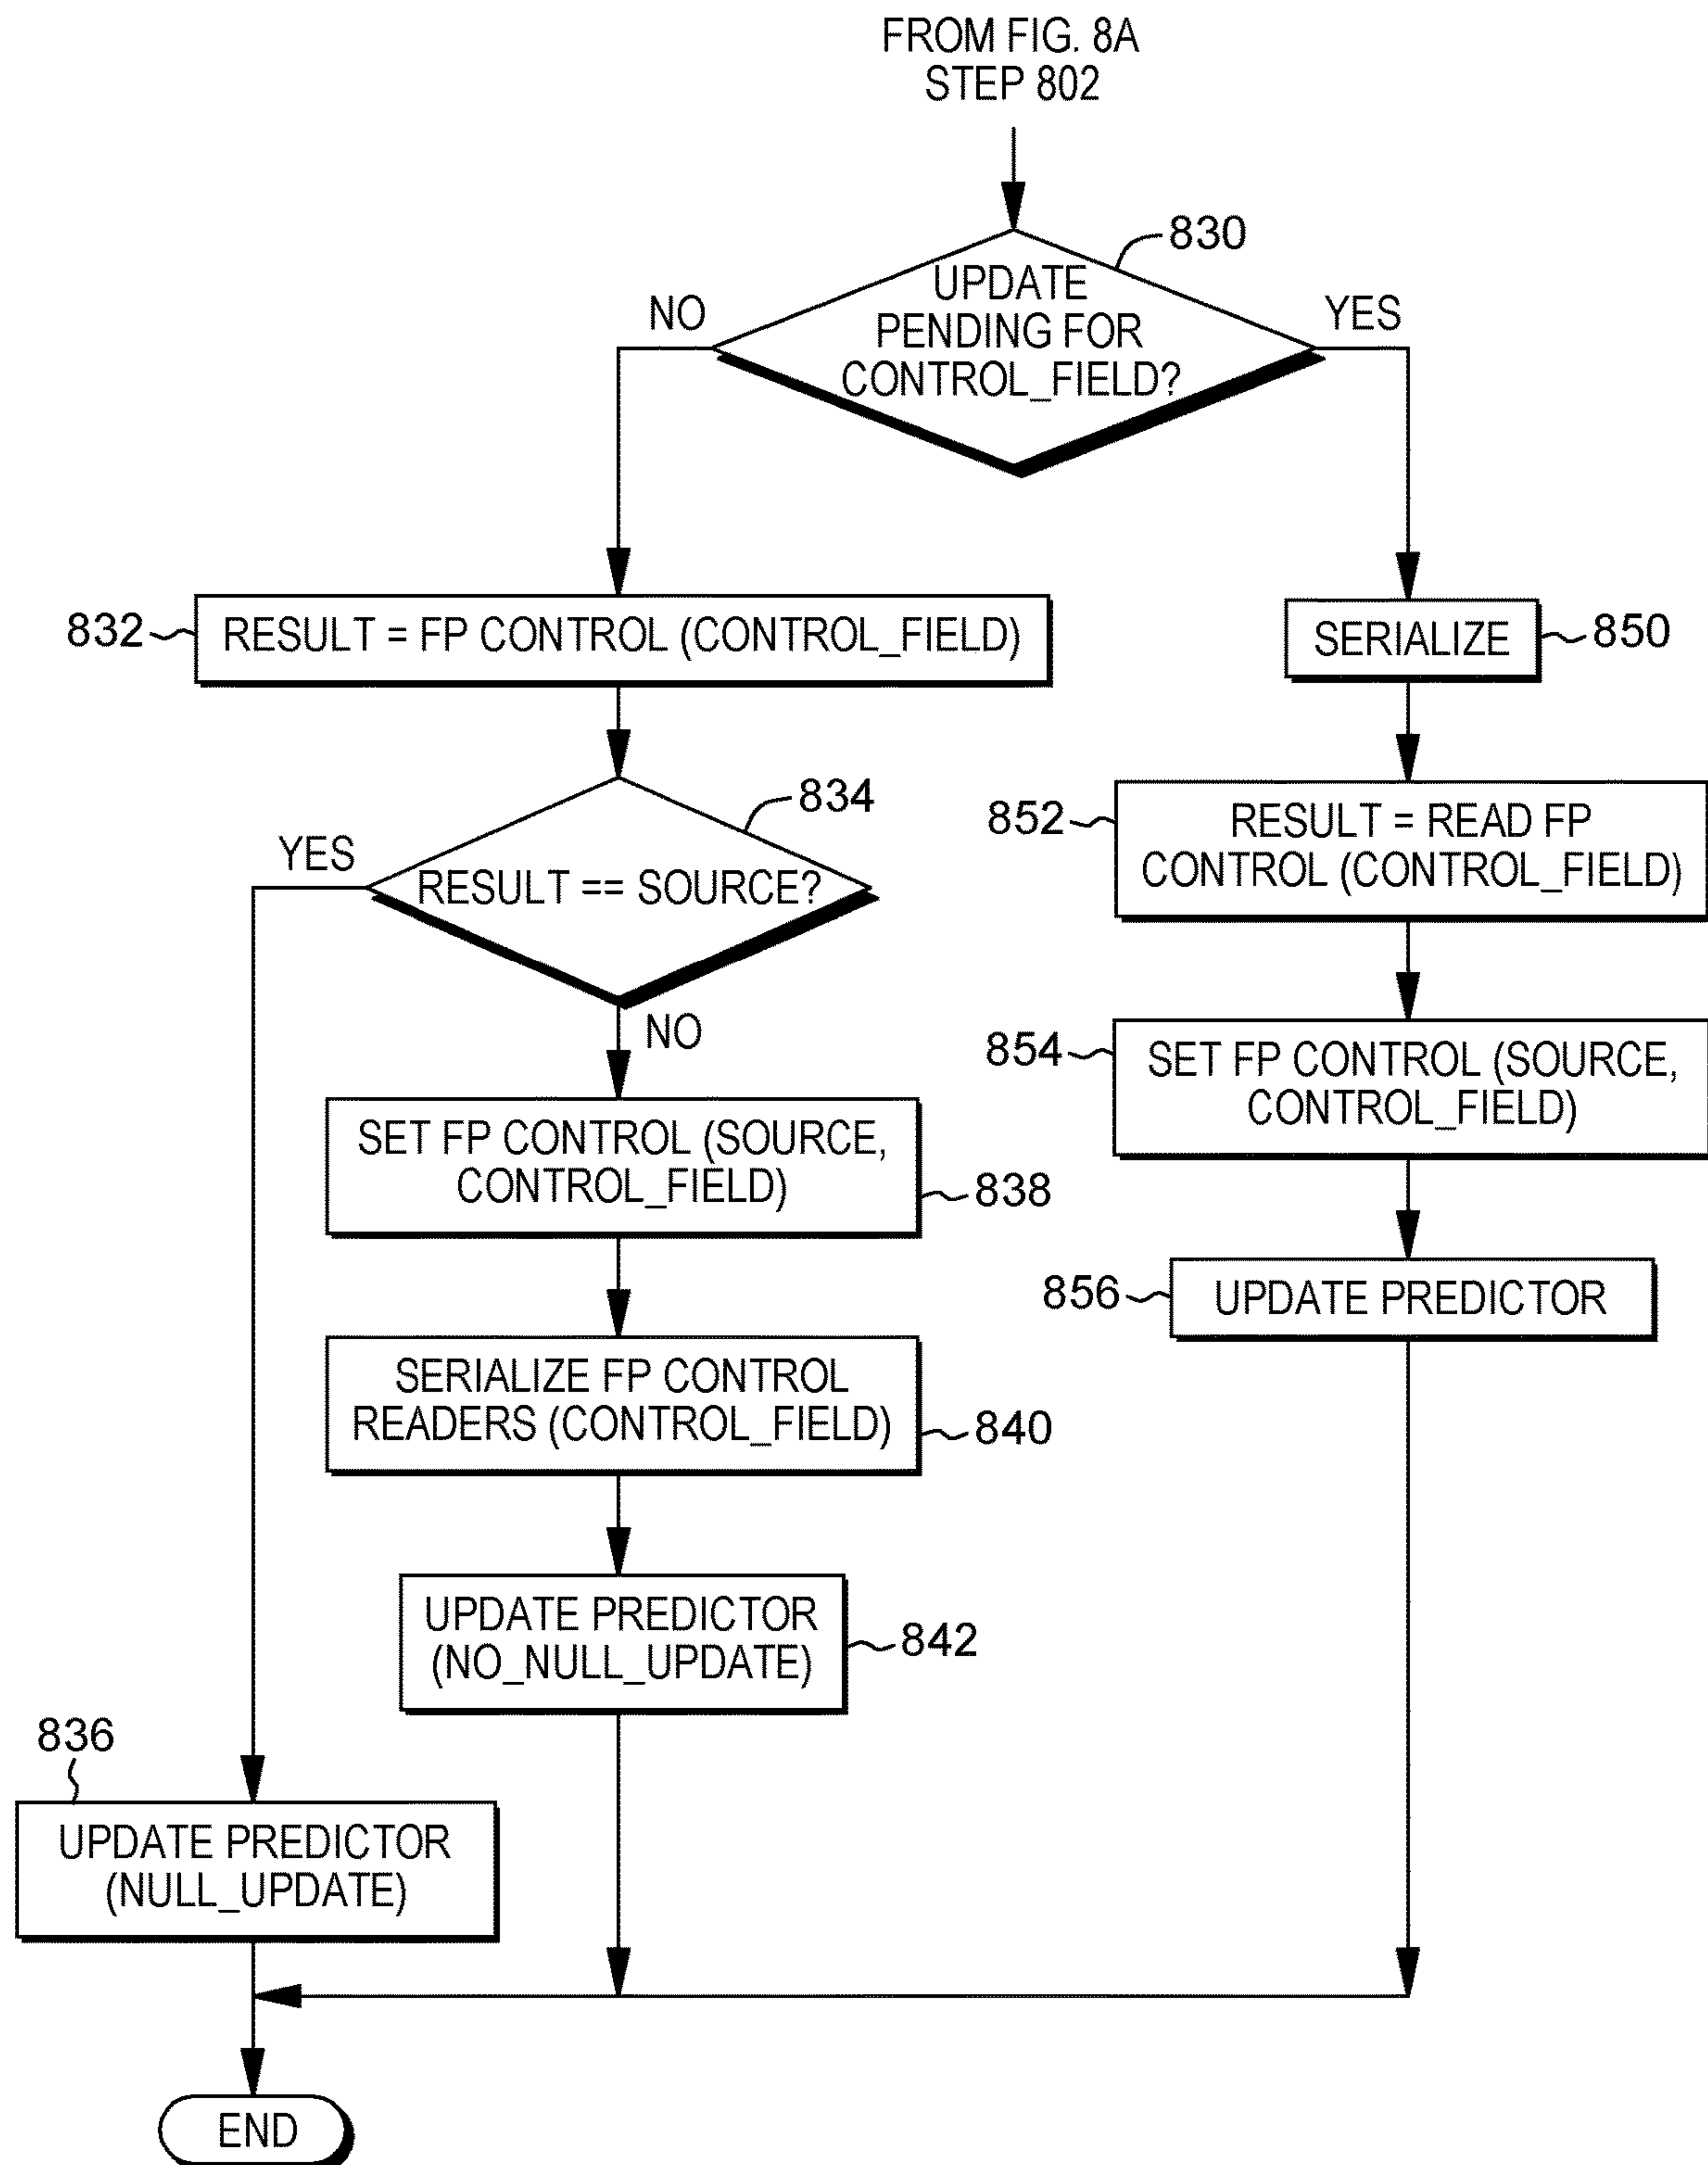 FROM FIG. 8A
STEP 802
830
UPDATE
PENDING FOR
CONTROL_FIELD?
NO
YES
832
RESULT = FP CONTROL (CONTROL_FIELD)
SERIALIZE
850
834
YES
RESULT == SOURCE?
NO
852
RESULT = READ FP
CONTROL (CONTROL_FIELD)
854
SET FP CONTROL (SOURCE,
CONTROL_FIELD)
SET FP CONTROL (SOURCE,
CONTROL_FIELD)
838
856
UPDATE PREDICTOR
SERIALIZE FP CONTROL
READERS (CONTROL_FIELD)
840
UPDATE PREDICTOR
(NO_NULL_UPDATE)
842
836
UPDATE PREDICTOR
(NULL_UPDATE)
END